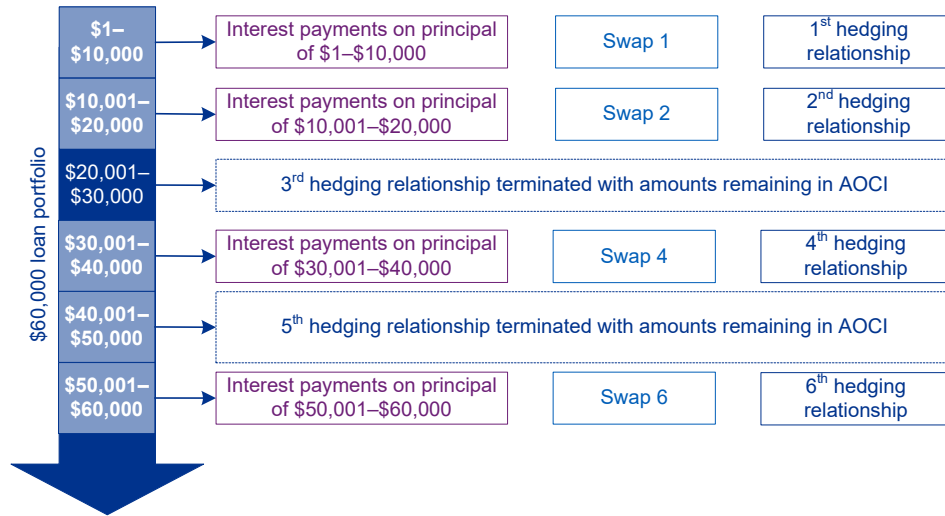 $60,000 loan portfolio
$1–
$10,000
Interest payments on principal
of $1–$10,000
Swap 1
1st hedging
relationship
$10,001–
$20,000
Interest payments on principal
of $10,001–$20,000
Swap 2
2nd hedging
relationship
$20,001–
$30,000
3rd hedging relationship terminated with amounts remaining in AOCI
$30,001–
$40,000
Interest payments on principal
of $30,001–$40,000
Swap 4
4th hedging
relationship
$40,001–
$50,000
5th hedging relationship terminated with amounts remaining in AOCI
$50,001–
$60,000
Interest payments on principal
of $50,001–$60,000
Swap 6
6th hedging
relationship